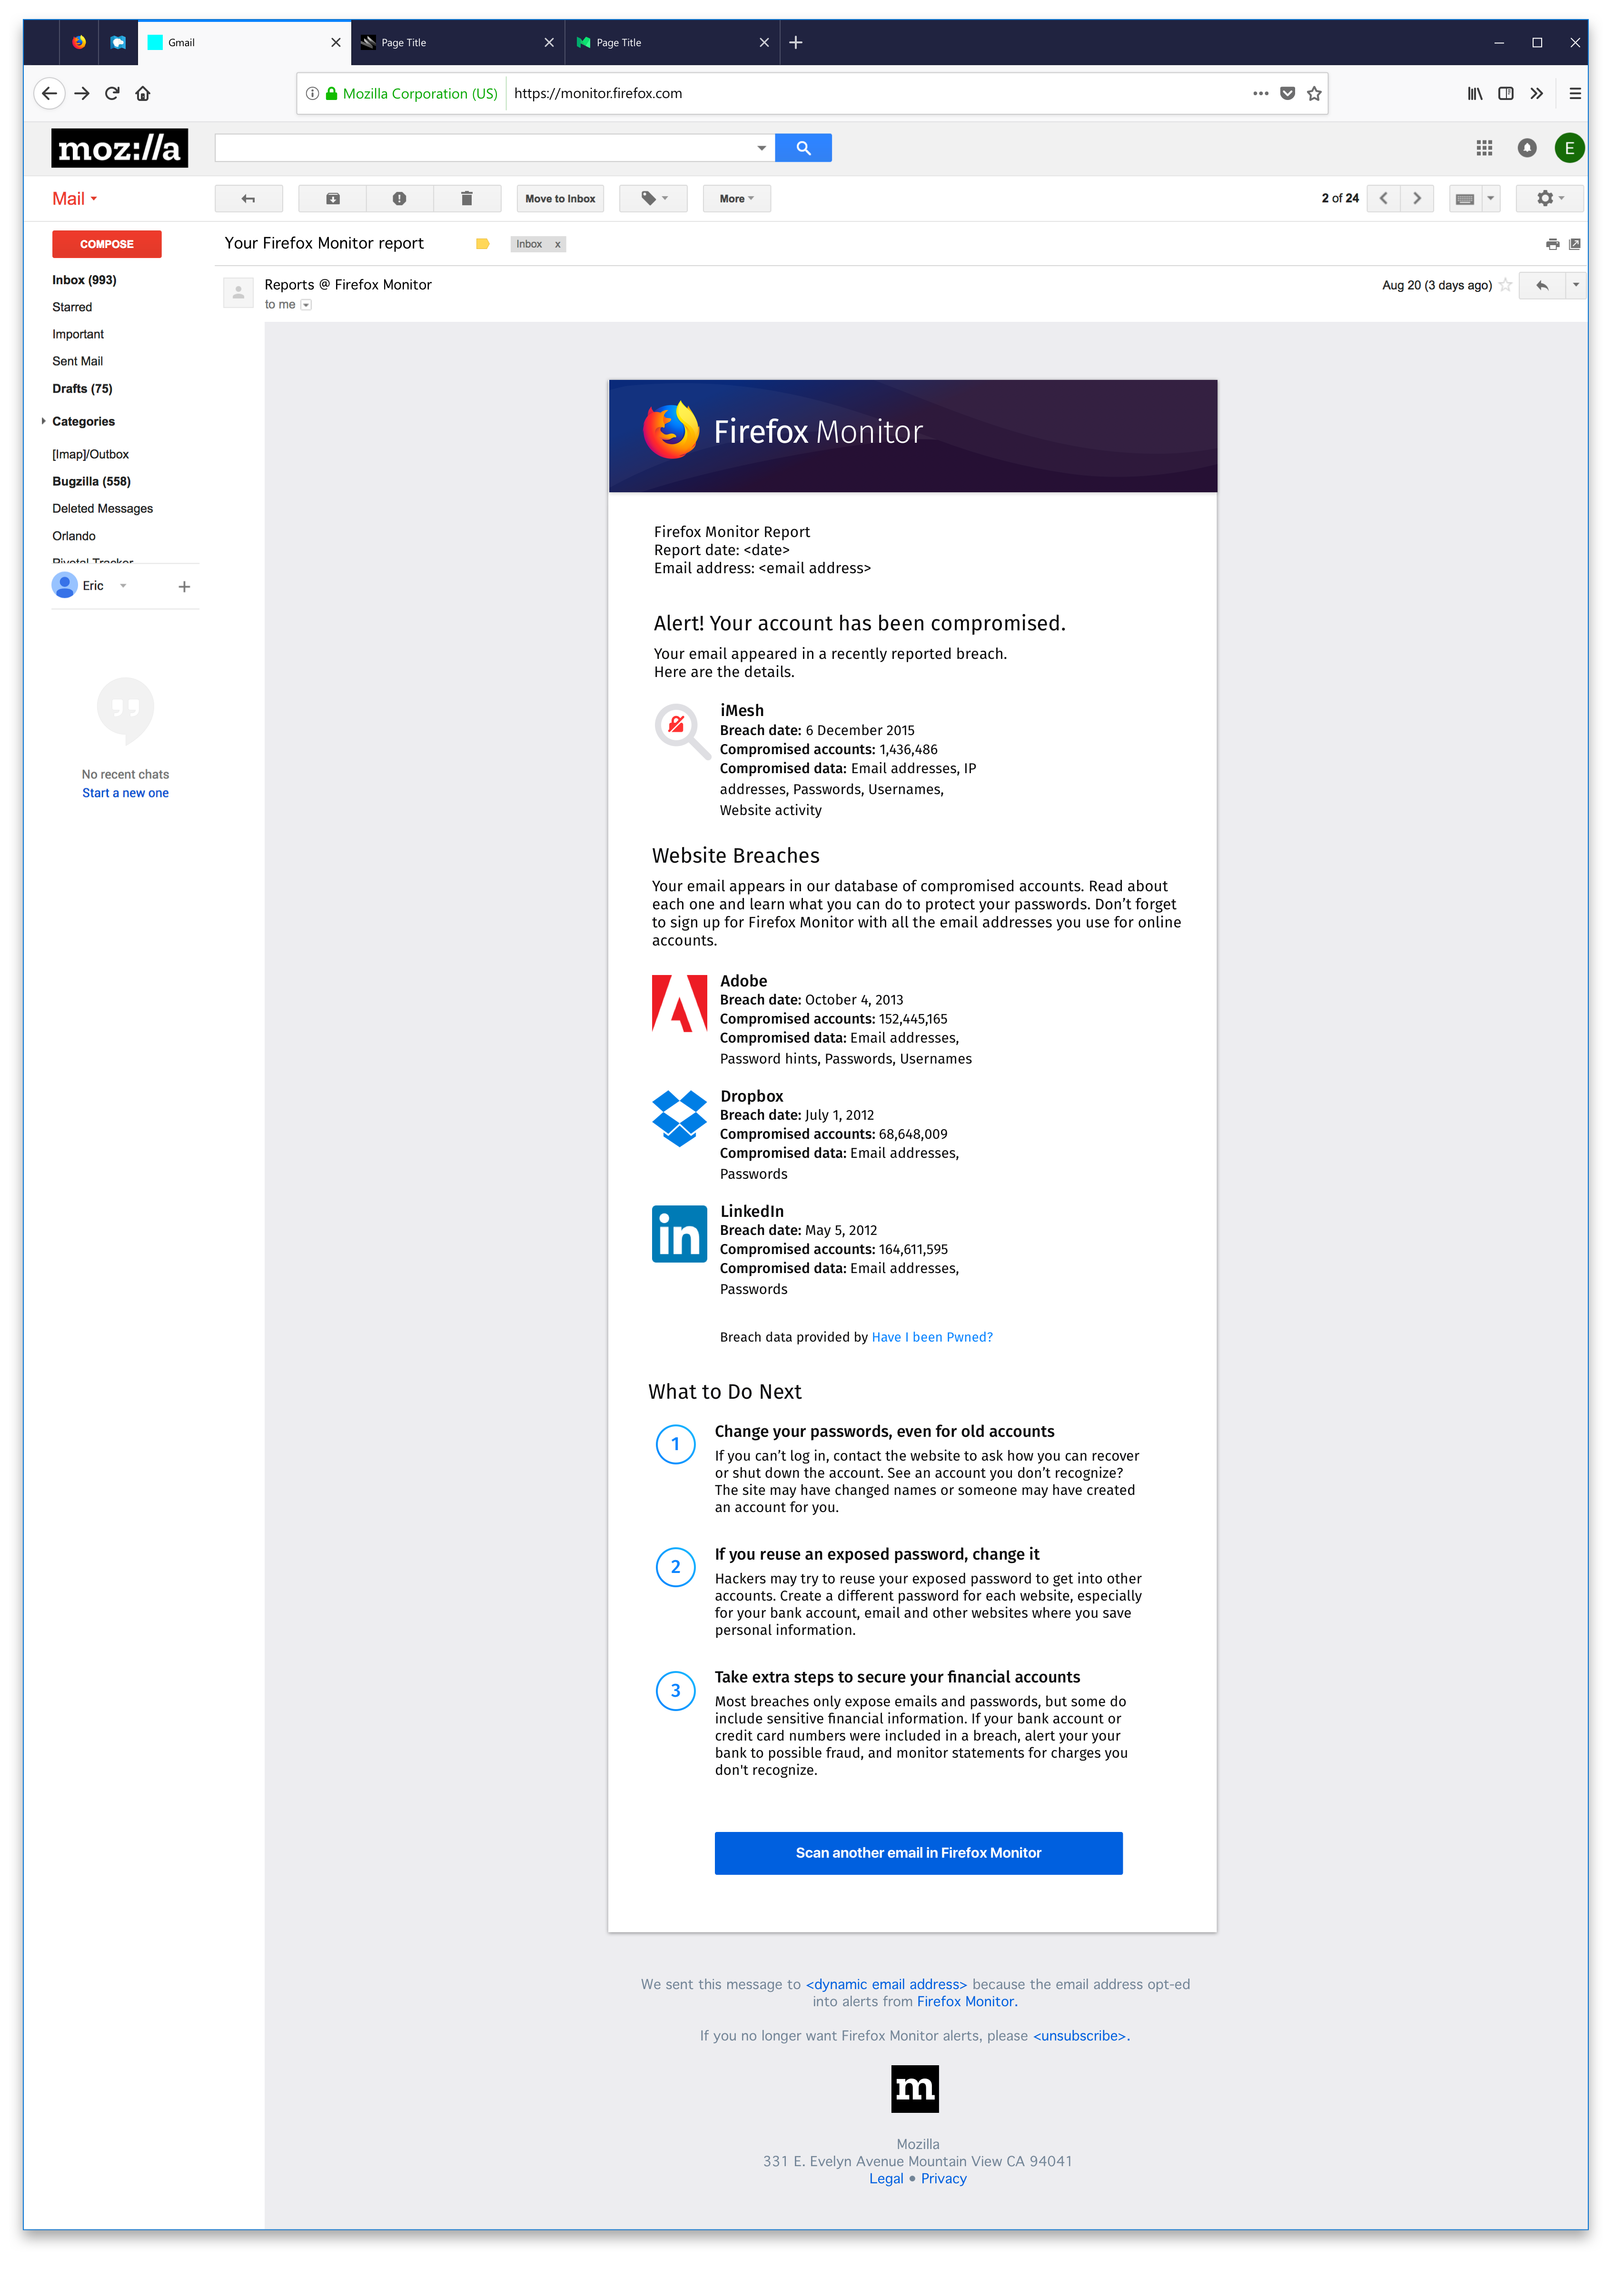 Gmail
Page Title
Page Title
Mozilla Corporation (US)
https://monitor.firefox.com
moz://a
E
Mail
Move to Inbox
More
2 of 24
COMPOSE
Your Firefox Monitor report
Inbox x
Inbox (993)
Starred
Important
Sent Mail
Drafts (75)
Categories
[Imap]/Outbox
Bugzilla (558)
Deleted Messages
Orlando
Pivotal Tracker
Eric
No recent chats
Start a new one
Reports @ Firefox Monitor
to me
Aug 20 (3 days ago)
Firefox Monitor
Firefox Monitor Report
Report date: <date>
Email address: <email address>
Alert! Your account has been compromised.
Your email appeared in a recently reported breach.
Here are the details.
iMesh
Breach date: 6 December 2015
Compromised accounts: 1,436,486
Compromised data: Email addresses, IP
addresses, Passwords, Usernames,
Website activity
Website Breaches
Your email appears in our database of compromised accounts. Read about
each one and learn what you can do to protect your passwords. Don’t forget
to sign up for Firefox Monitor with all the email addresses you use for online
accounts.
Adobe
Breach date: October 4, 2013
Compromised accounts: 152,445,165
Compromised data: Email addresses,
Password hints, Passwords, Usernames
Dropbox
Breach date: July 1, 2012
Compromised accounts: 68,648,009
Compromised data: Email addresses,
Passwords
in
LinkedIn
Breach date: May 5, 2012
Compromised accounts: 164,611,595
Compromised data: Email addresses,
Passwords
Breach data provided by Have I been Pwned?
What to Do Next
1
Change your passwords, even for old accounts
If you can’t log in, contact the website to ask how you can recover
or shut down the account. See an account you don’t recognize?
The site may have changed names or someone may have created
an account for you.
2
If you reuse an exposed password, change it
Hackers may try to reuse your exposed password to get into other
accounts. Create a different password for each website, especially
for your bank account, email and other websites where you save
personal information.
3
Take extra steps to secure your financial accounts
Most breaches only expose emails and passwords, but some do
include sensitive financial information. If your bank account or
credit card numbers were included in a breach, alert your your
bank to possible fraud, and monitor statements for charges you
don't recognize.
Scan another email in Firefox Monitor
We sent this message to <dynamic email address> because the email address opt-ed
into alerts from Firefox Monitor.
If you no longer want Firefox Monitor alerts, please <unsubscribe>.
m
Mozilla
331 E. Evelyn Avenue Mountain View CA 94041
Legal • Privacy